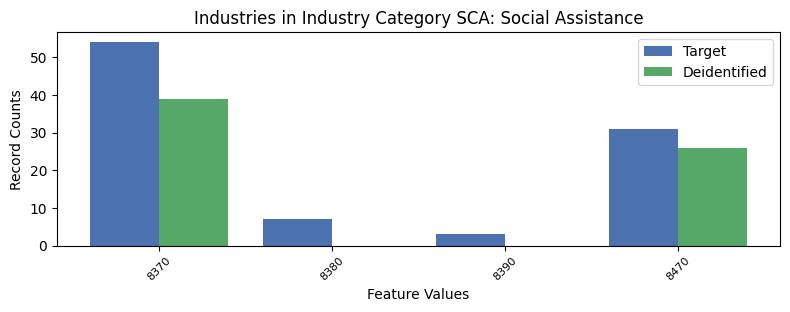 Industries in Industry Category SCA: Social Assistance
Target
Deidentified
Record Counts
50
40
30
20
10
0
8370
8380
8390
8470
Feature Values